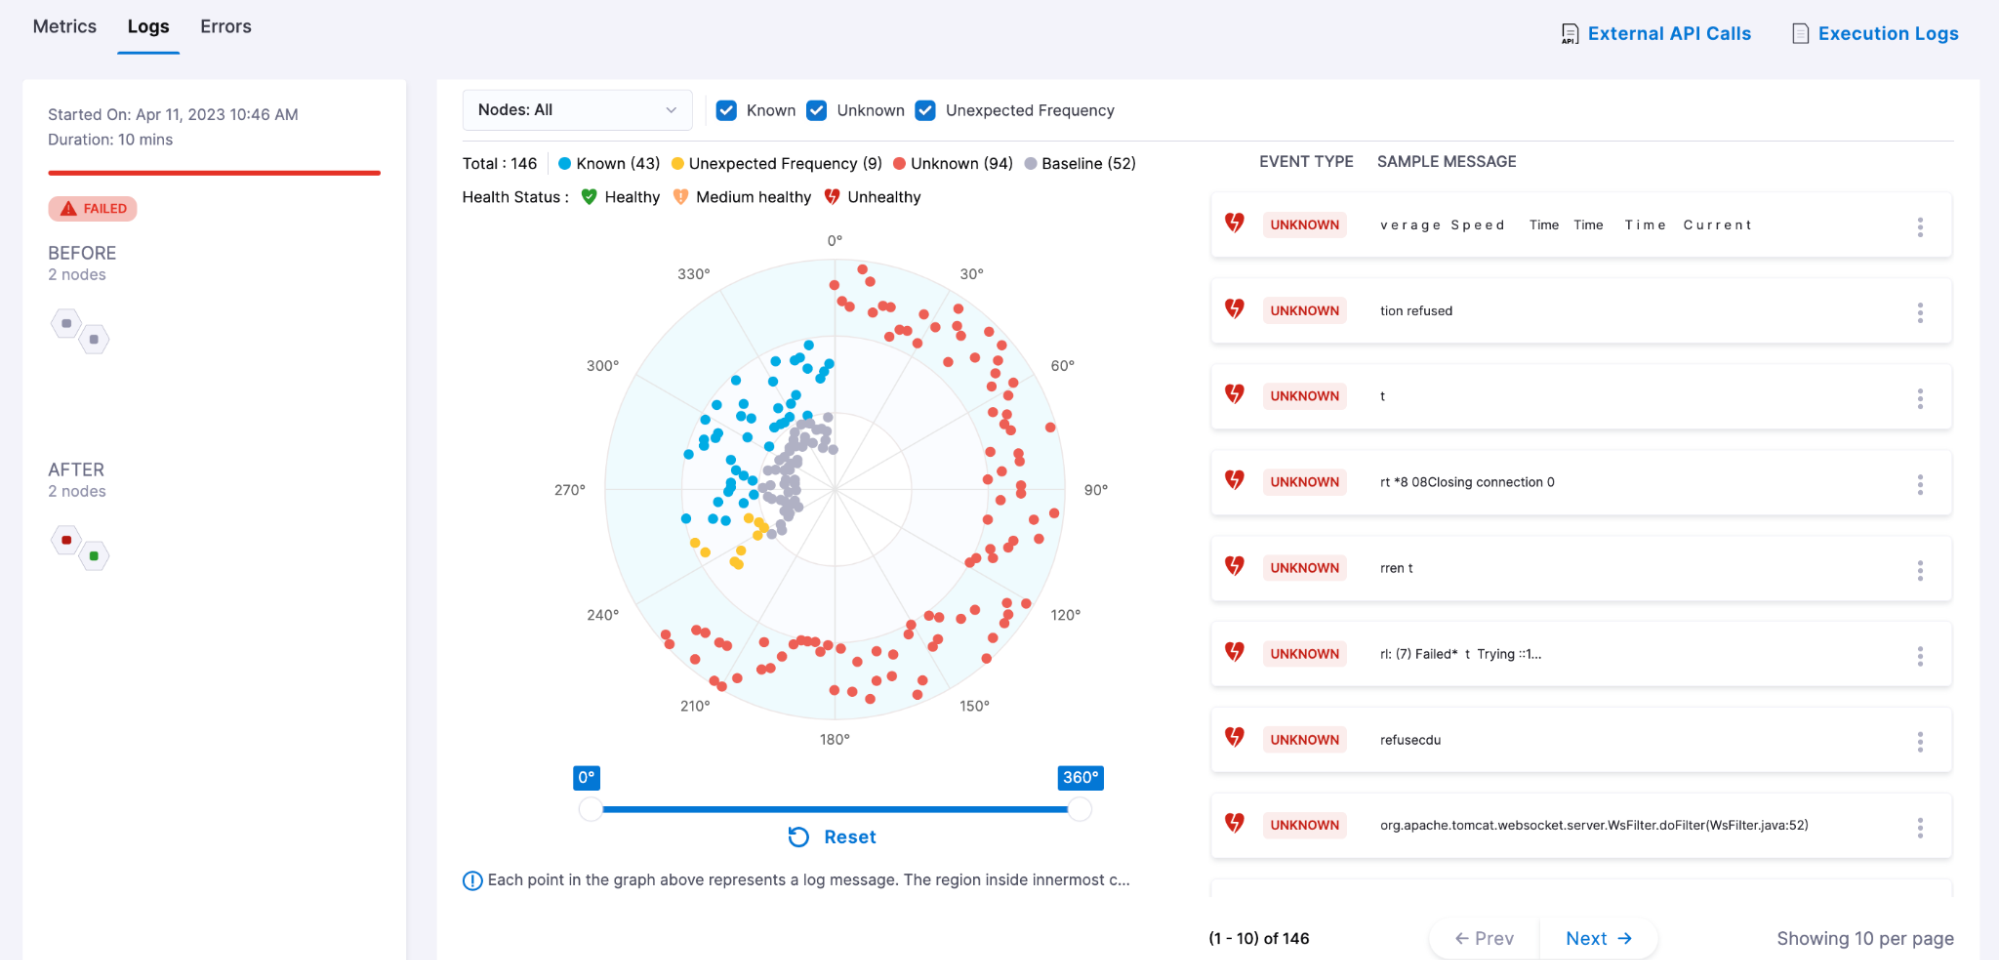 Metrics Logs Errors
External API Calls Execution Logs
Started On: Apr 11, 2023 10:46 AM
Duration: 10 mins
FAILED
BEFORE
2 nodes
AFTER
2 nodes
Nodes: All Known Unknown Unexpected Frequency
Total : 146 Known (43) Unexpected Frequency (9) Unknown (94) Baseline (52)
Health Status : Healthy Medium healthy Unhealthy
0°
330° 30°
300° 60°
270° 90°
240° 120°
210° 150°
180°
0° 360°
Reset
Each point in the graph above represents a log message. The region inside innermost c...
EVENT TYPE SAMPLE MESSAGE
UNKNOWN v e r a g e S p e e d Time Time T i m e C u r r e n t
UNKNOWN tion refused
UNKNOWN t
UNKNOWN rt *8 08Closing connection 0
UNKNOWN rren t
UNKNOWN rl: (7) Failed* t Trying ::1...
UNKNOWN refusecdu
UNKNOWN org.apache.tomcat.websocket.server.WsFilter.doFilter(WsFilter.java:52)
(1 - 10) of 146 ← Prev Next → Showing 10 per page